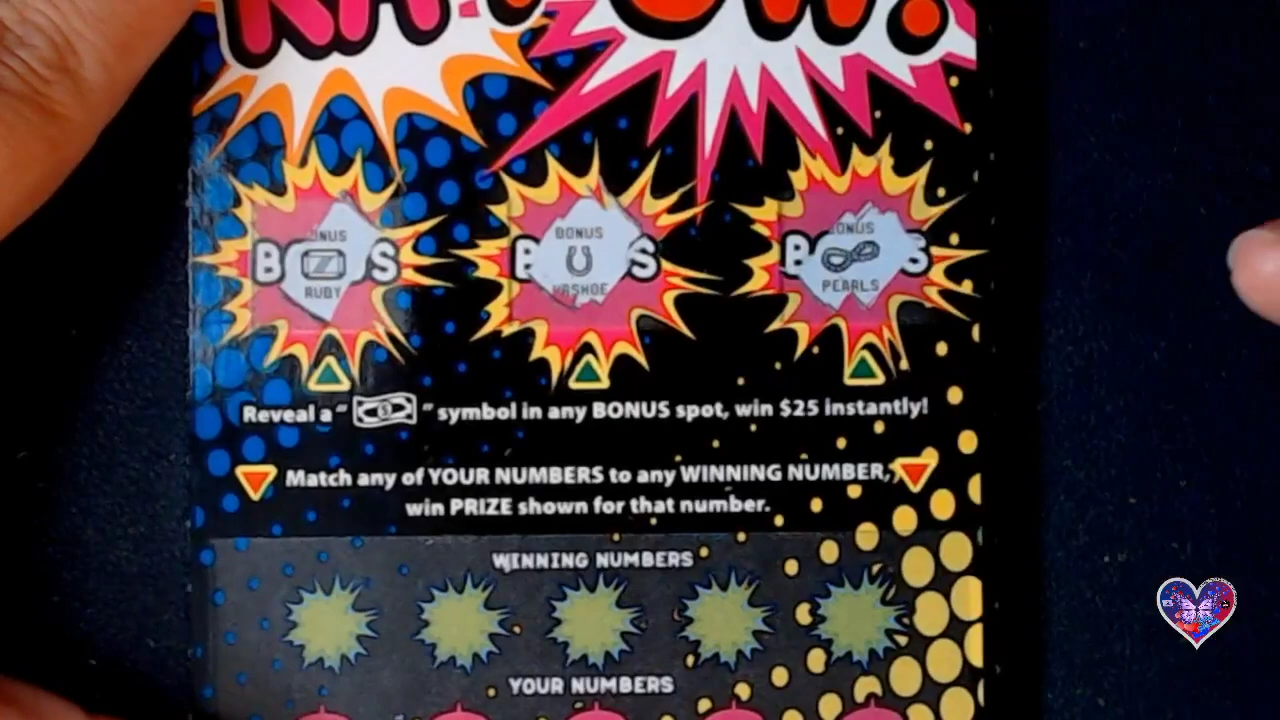 BONUS BONUS BONUS
RUBY HRSHOE PEARLS
Reveal a " " symbol in any BONUS spot, win $25 instantly!
Match any of YOUR NUMBERS to any WINNING NUMBER,
win PRIZE shown for that number.
WINNING NUMBERS
YOUR NUMBERS